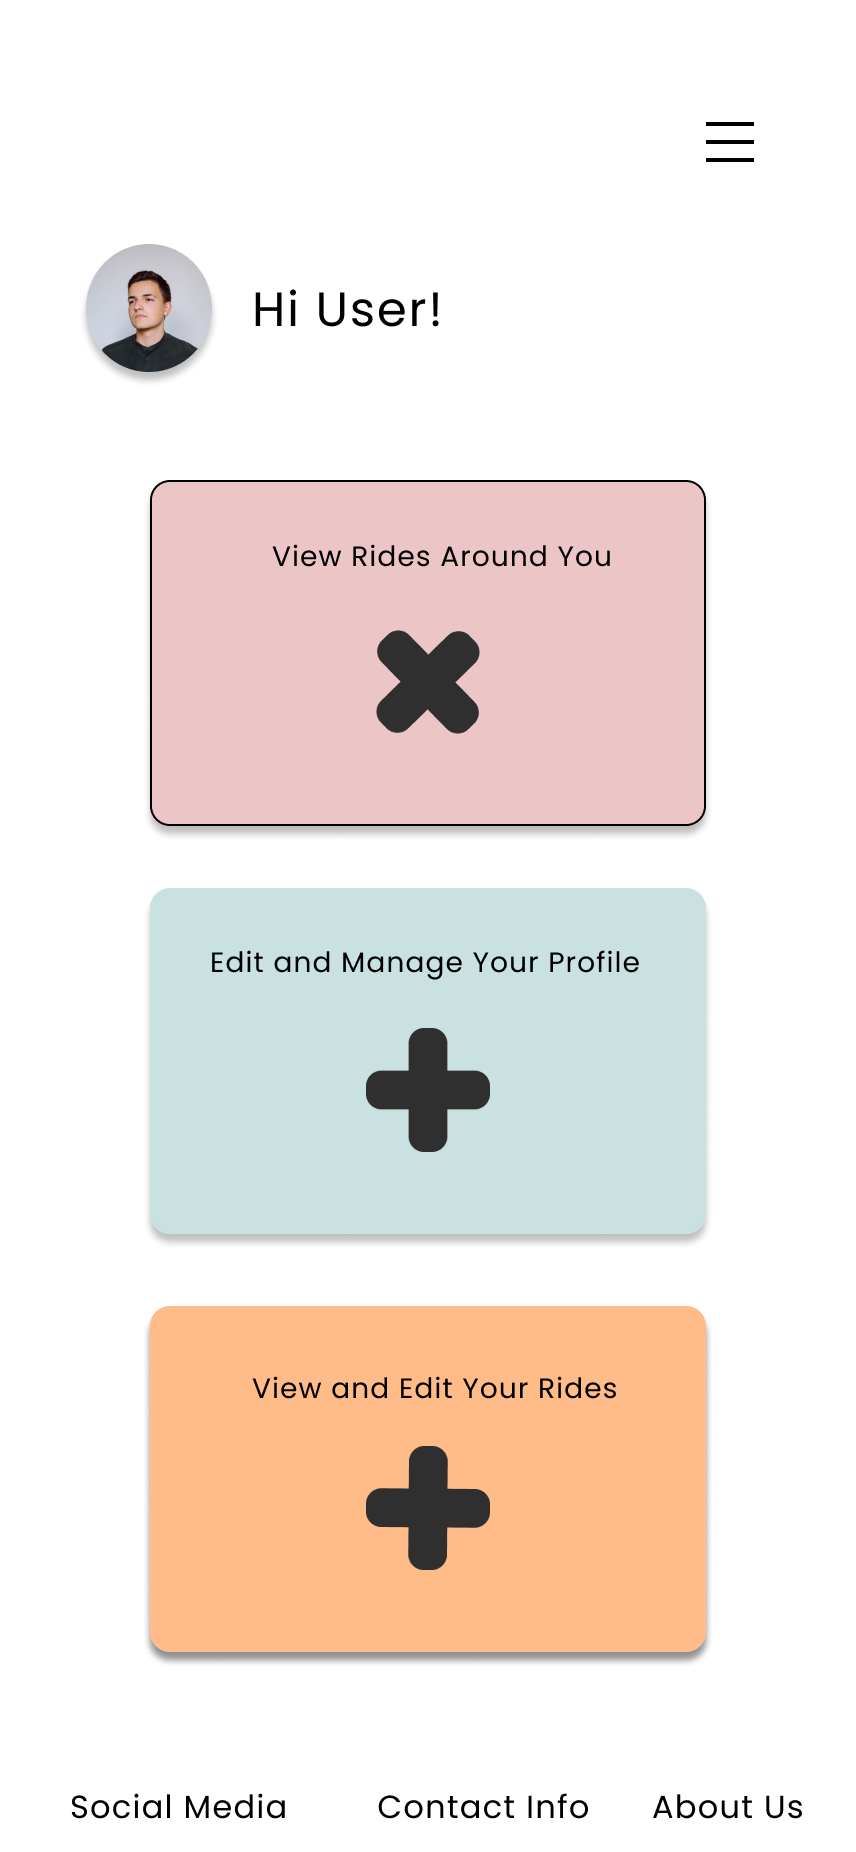 Hi User!
View Rides Around You
Edit and Manage Your Profile
View and Edit Your Rides
Social Media Contact Info About Us